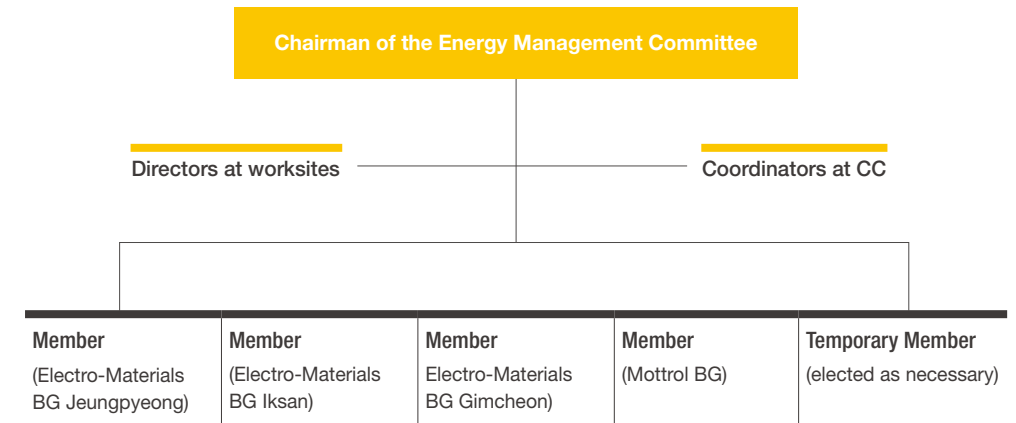 Chairman of the Energy Management Committee
Directors at worksites
Coordinators at CC
Member
(Electro-Materials
BG Jeungpyeong)
Member
(Electro-Materials
BG Iksan)
Member
Electro-Materials
BG Gimcheon)
Member
(Mottrol BG)
Temporary Member
(elected as necessary)